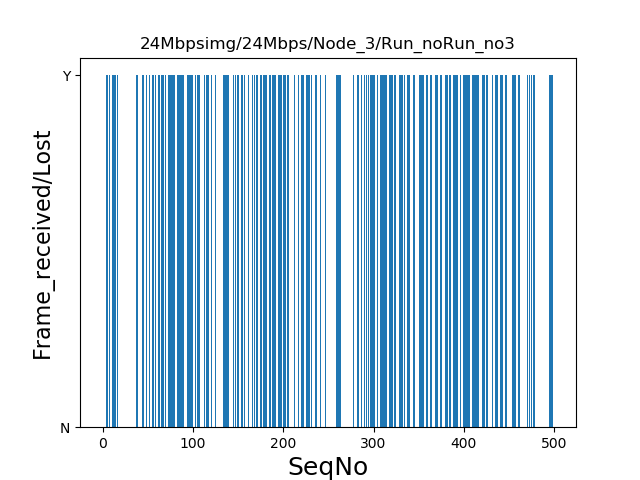 24Mbpsimg/24Mbps/Node_3/Run_noRun_no3
Y
Frame_received/Lost
N
0 100 200 300 400 500
SeqNo